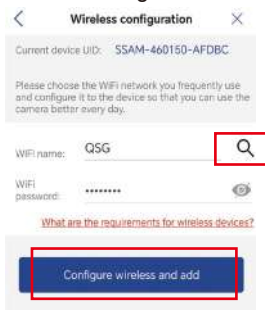 Wireless configuration
Current device UID: SSAM-460150-AFDBC
Please choose the WiFi network you frequently use
and configure it to the device so that you can use the
camera better every day.
WiFi name: QSG
WiFi
password: ••••••••
What are the requirements for wireless devices?
Configure wireless and add